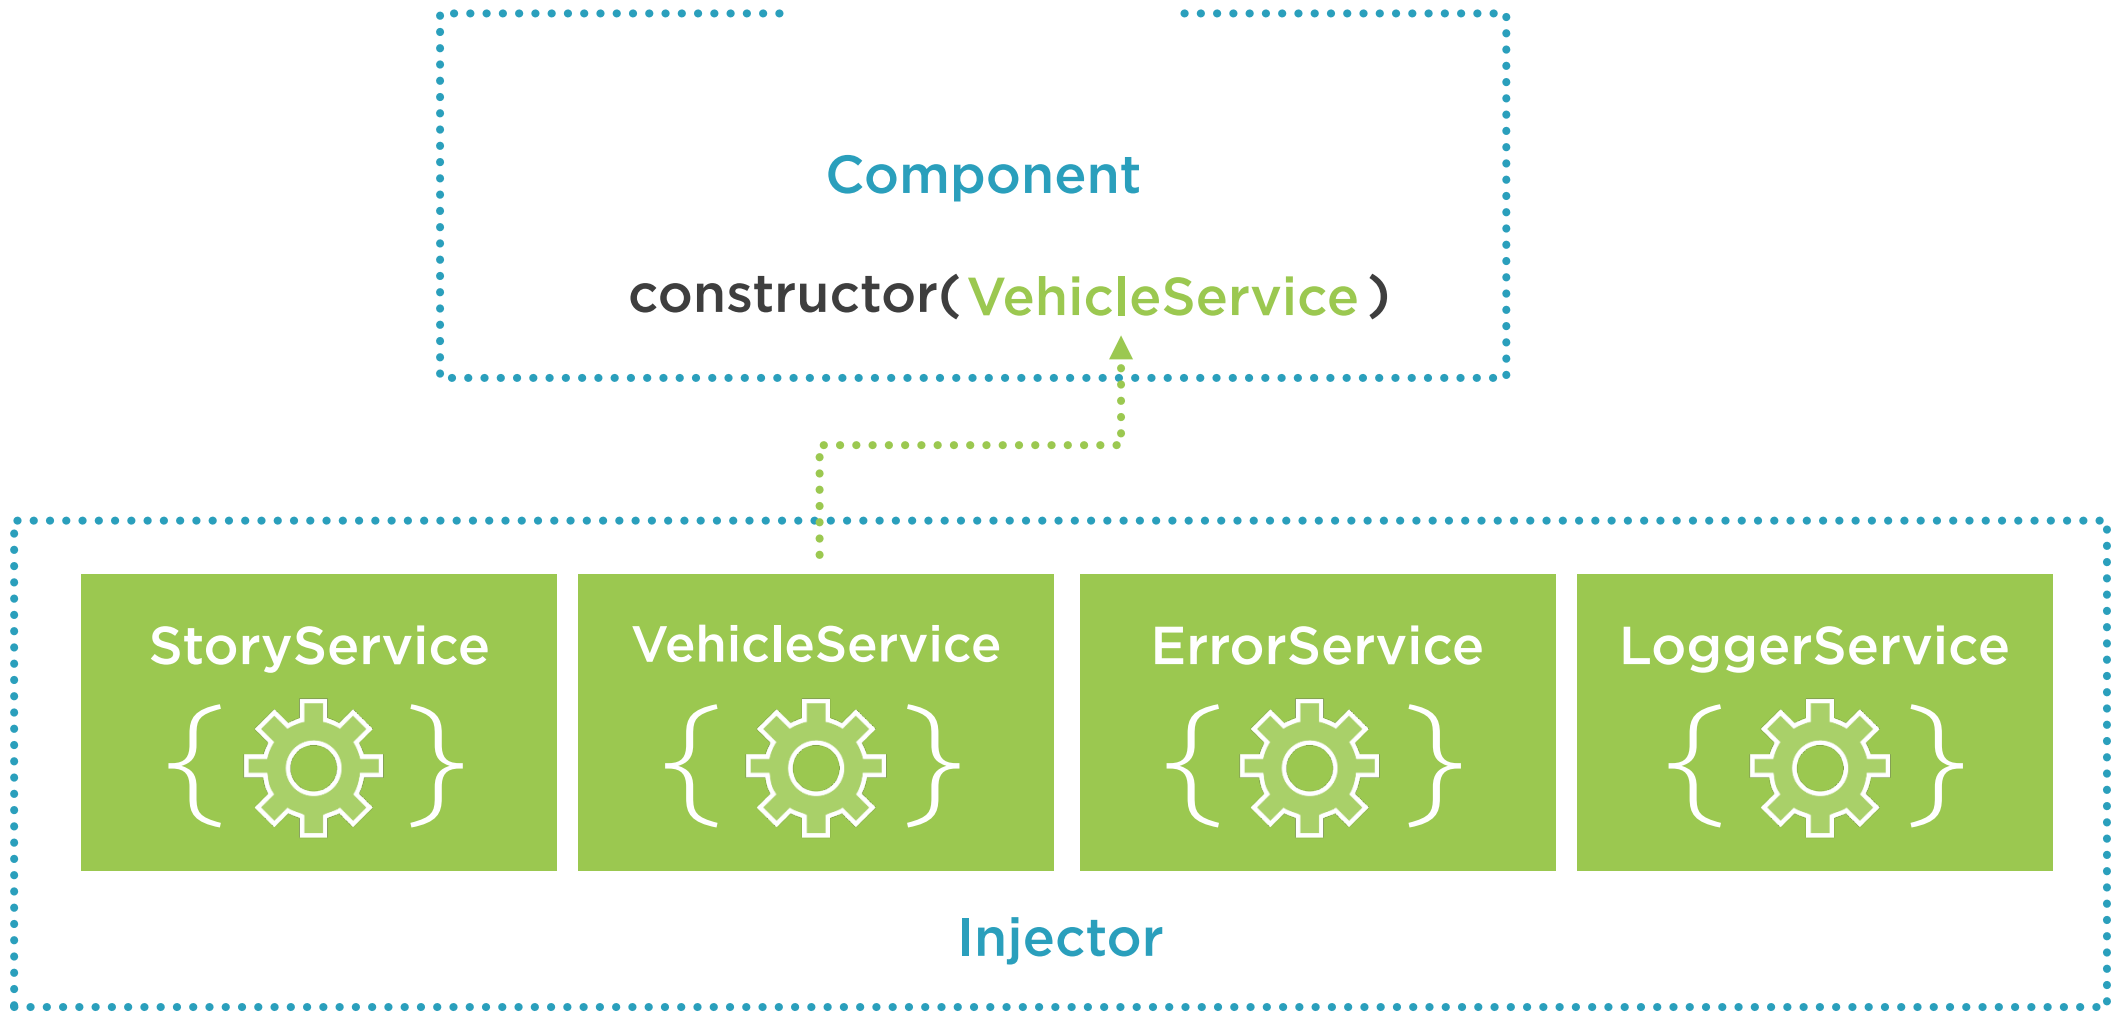 Component
constructor( VehicleService )
StoryService
VehicleService
ErrorService
LoggerService
{ }
{ }
{ }
{ }
Injector